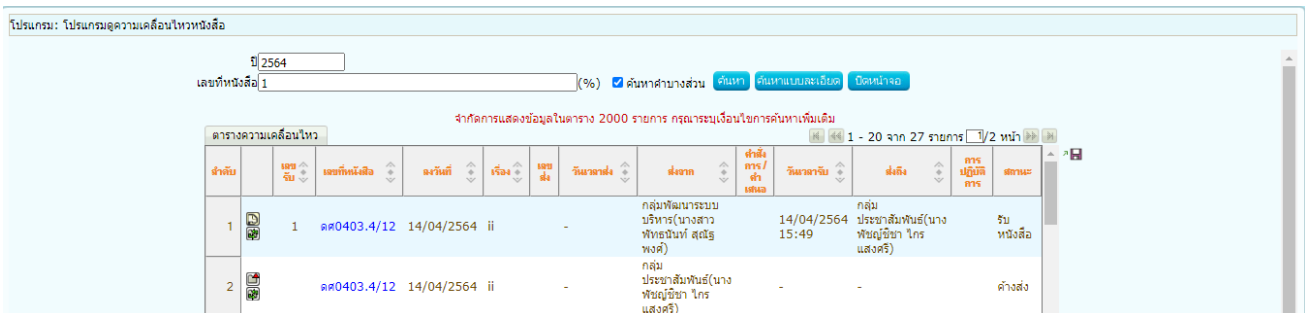 โปรแกรม: โปรแกรมดูความเคลื่อนไหวหนังสือ
ปี 2564
เลขที่หนังสือ 1 (%) ค้นหาคำบางส่วน ค้นหา ค้นหาแบบละเอียด ปิดหน้าจอ
จำกัดการแสดงข้อมูลในตาราง 2000 รายการ กรุณาระบุเงื่อนไขการค้นหาเพิ่มเติม
ตารางความเคลื่อนไหว 1 - 20 จาก 27 รายการ 1/2 หน้า
ลำดับ เลขรับ เลขที่หนังสือ ลงวันที่ เรื่อง เลขส่ง วันเวลาส่ง ส่งจาก คำสั่งการ/คำเสนอ วันเวลารับ ส่งถึง การปฏิบัติการ สถานะ
1 1 ดศ0403.4/12 14/04/2564 ii - กลุ่มพัฒนาระบบบริหาร(นางสาวพัทธนันท์ สุณัฐพงศ์) 14/04/2564 15:49 กลุ่มประชาสัมพันธ์(นางพัชญ์ชิชา ไกรแสงศรี) รับหนังสือ
2 ดศ0403.4/12 14/04/2564 ii - กลุ่มประชาสัมพันธ์(นางพัชญ์ชิชา ไกรแสงศรี) - - ค้างส่ง